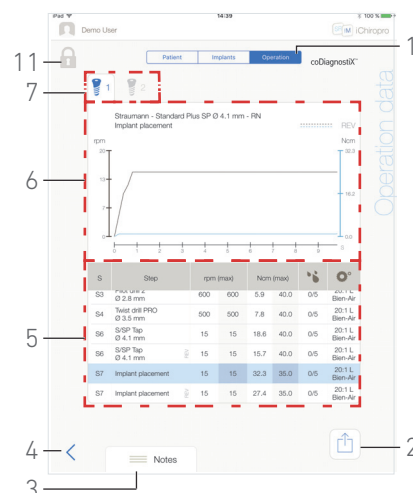 iPad
14:39
100 %
Demo User
iChiropro
11
Patient
Implants
Operation
1
coDiagnostiX™
7
1
2
Operation data
Straumann - Standard Plus SP Ø 4.1 mm - RN
Implant placement
REV
rpm
Ncm
20
52.3
6
13
26.2
7
0
0.0
0 1 2 3 4 5 6 7 8 9 s
S Step rpm (max) Ncm (max)
S3 Pilot drill 2 600 600 5.9 40.0 0/5 20:1 L
Ø 2.8 mm Bien-Air
S4 Twist drill PRO 500 500 7.8 40.0 0/5 20:1 L
Ø 3.5 mm Bien-Air
5
S6 S/SP Tap 15 15 18.6 40.0 0/5 20:1 L
Ø 4.1 mm Bien-Air
S6 S/SP Tap 15 15 15.7 40.0 0/5 20:1 L
Ø 4.1 mm Bien-Air
S7 Implant placement 15 15 32.3 35.0 0/5 20:1 L
Bien-Air
S7 Implant placement 15 15 27.4 35.0 0/5 20:1 L
Bien-Air
4
2
Notes
3